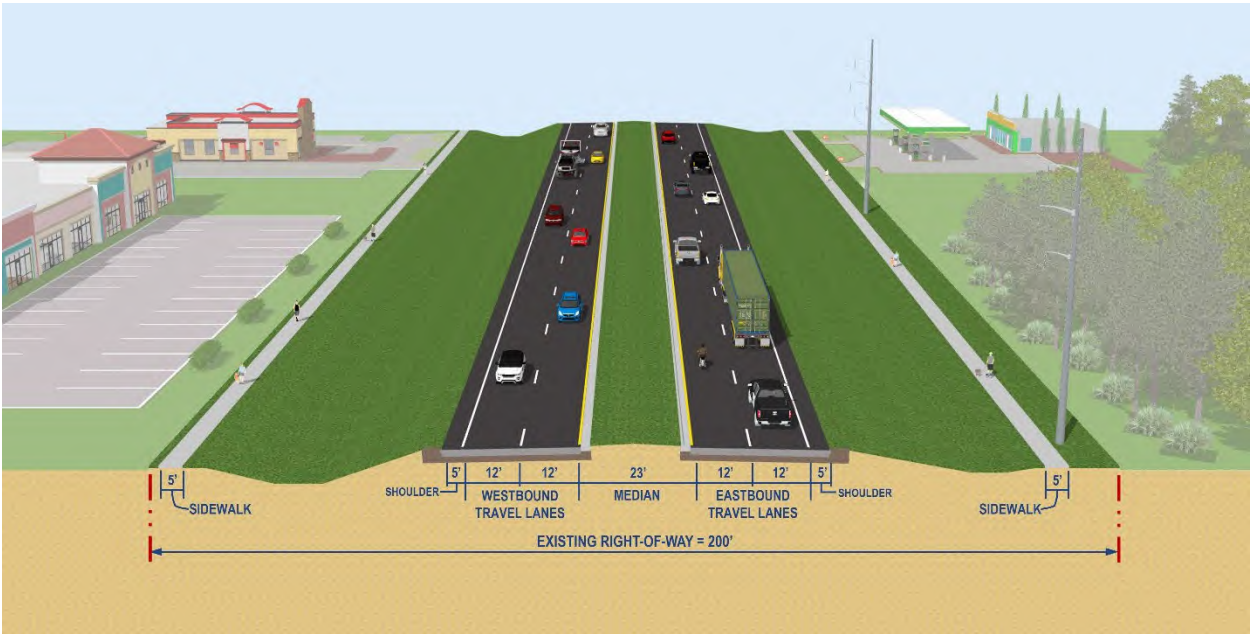 5' 12' 12' 23' 12' 12' 5'
5' SHOULDER WESTBOUND MEDIAN EASTBOUND SHOULDER 5'
SIDEWALK TRAVEL LANES TRAVEL LANES SIDEWALK
EXISTING RIGHT-OF-WAY = 200'